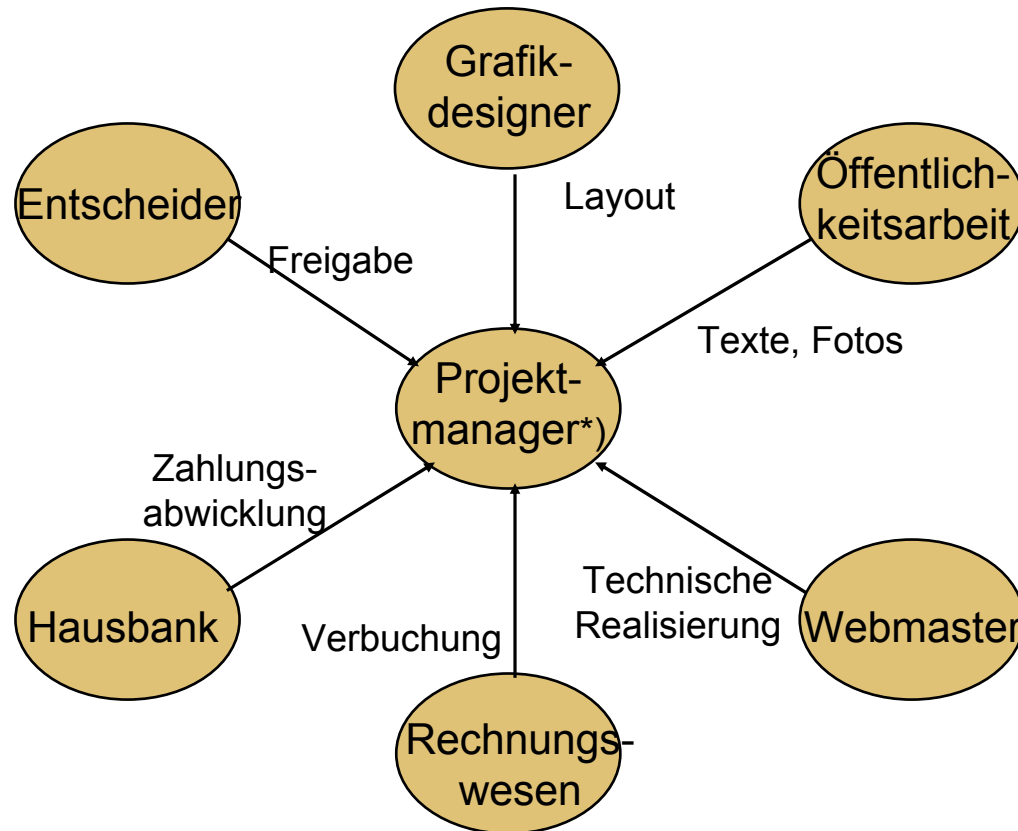 Grafik-
designer
Entscheider
Öffentlich-
keitsarbeit
Layout
Freigabe
Texte, Fotos
Projekt-
manager*)
Zahlungs-
abwicklung
Technische
Realisierung
Hausbank
Verbuchung
Webmaster
Rechnungs-
wesen